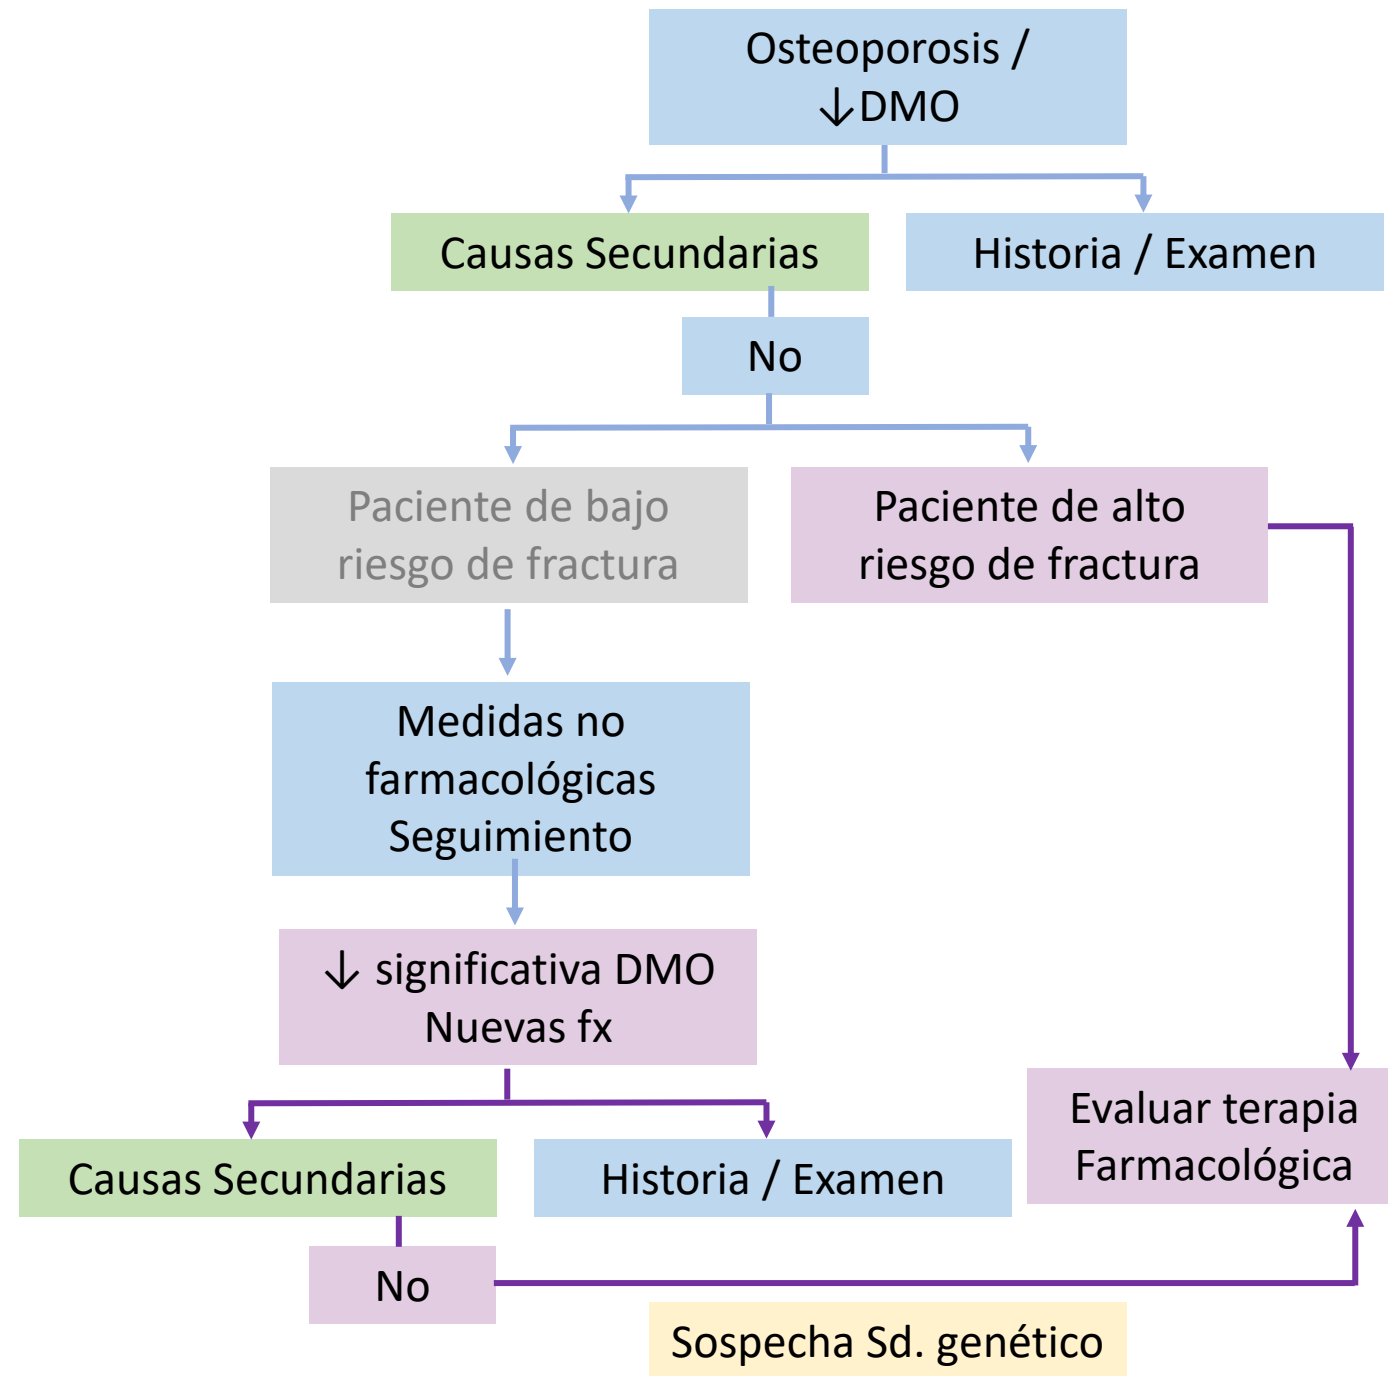 Osteoporosis /
↓DMO
Causas Secundarias
Historia / Examen
No
Paciente de bajo
riesgo de fractura
Paciente de alto
riesgo de fractura
Medidas no
farmacológicas
Seguimiento
↓ significativa DMO
Nuevas fx
Evaluar terapia
Farmacológica
Causas Secundarias
Historia / Examen
No
Sospecha Sd. genético